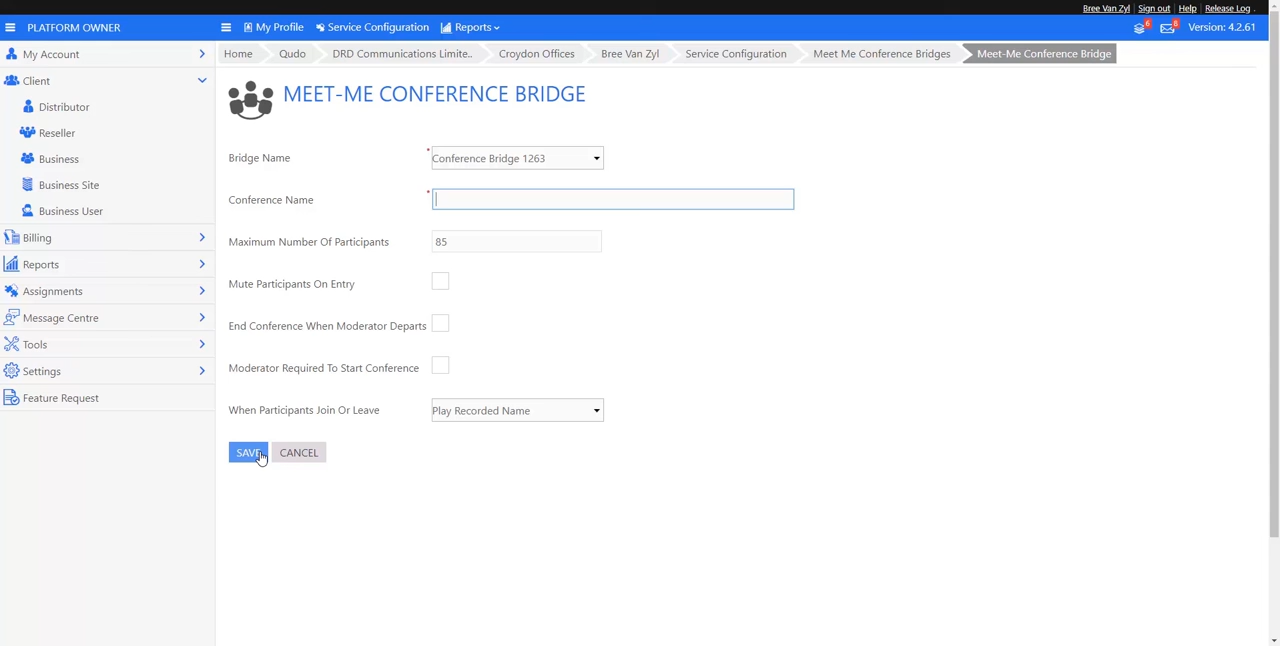 Bree Van Zyl Sign out Help Release Log .
PLATFORM OWNER My Profile Service Configuration Reports 6 8 Version: 4.2.61
My Account
Client
Distributor
Reseller
Business
Business Site
Business User
Billing
Reports
Assignments
Message Centre
Tools
Settings
Feature Request
Home Qudo DRD Communications Limite.. Croydon Offices Bree Van Zyl Service Configuration Meet Me Conference Bridges Meet-Me Conference Bridge
MEET-ME CONFERENCE BRIDGE
Bridge Name * Conference Bridge 1263
Conference Name *
Maximum Number Of Participants 85
Mute Participants On Entry
End Conference When Moderator Departs
Moderator Required To Start Conference
When Participants Join Or Leave Play Recorded Name
SAVE CANCEL